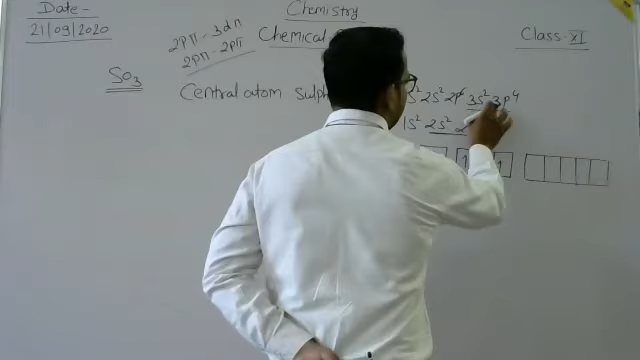 Date -
21/09/2020
Chemistry
Chemical
Class - XI
2pπ - 3dπ
2pπ - 2pπ
SO3
Central atom sulph
S² 2S² 2p⁶ 3S² 3p⁴
1S² 2S² 2